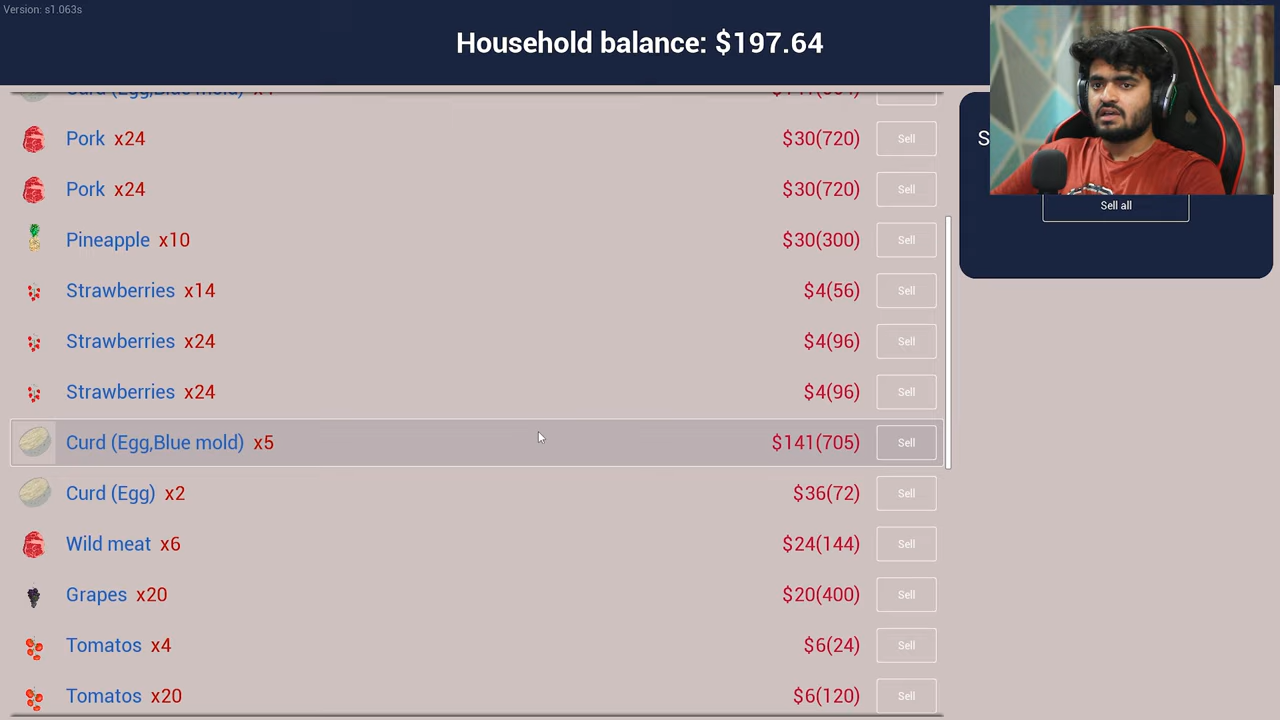 Version: s1.063s
Household balance: $197.64
Pork x24 $30(720) Sell
Pork x24 $30(720) Sell
Pineapple x10 $30(300) Sell
Strawberries x14 $4(56) Sell
Strawberries x24 $4(96) Sell
Strawberries x24 $4(96) Sell
Curd (Egg,Blue mold) x5 $141(705) Sell
Curd (Egg) x2 $36(72) Sell
Wild meat x6 $24(144) Sell
Grapes x20 $20(400) Sell
Tomatos x4 $6(24) Sell
Tomatos x20 $6(120) Sell
S
Sell all